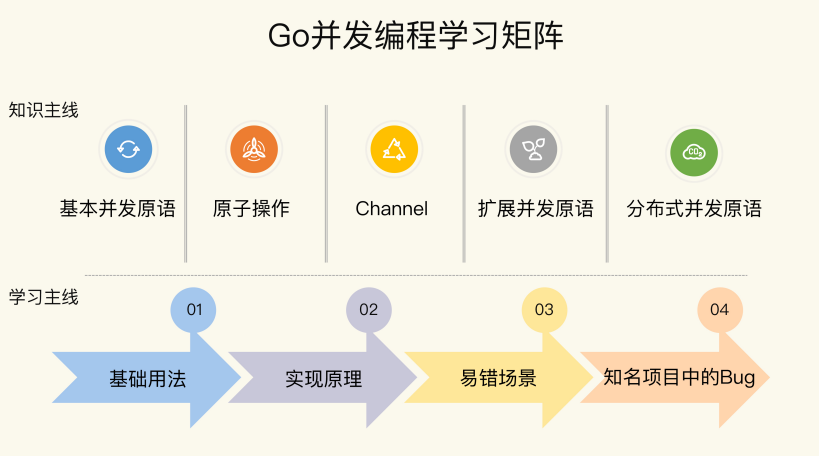 Go并发编程学习矩阵
知识主线
基本并发原语
原子操作
Channel
扩展并发原语
CO2
分布式并发原语
学习主线
01
02
03
04
基础用法
实现原理
易错场景
知名项目中的Bug